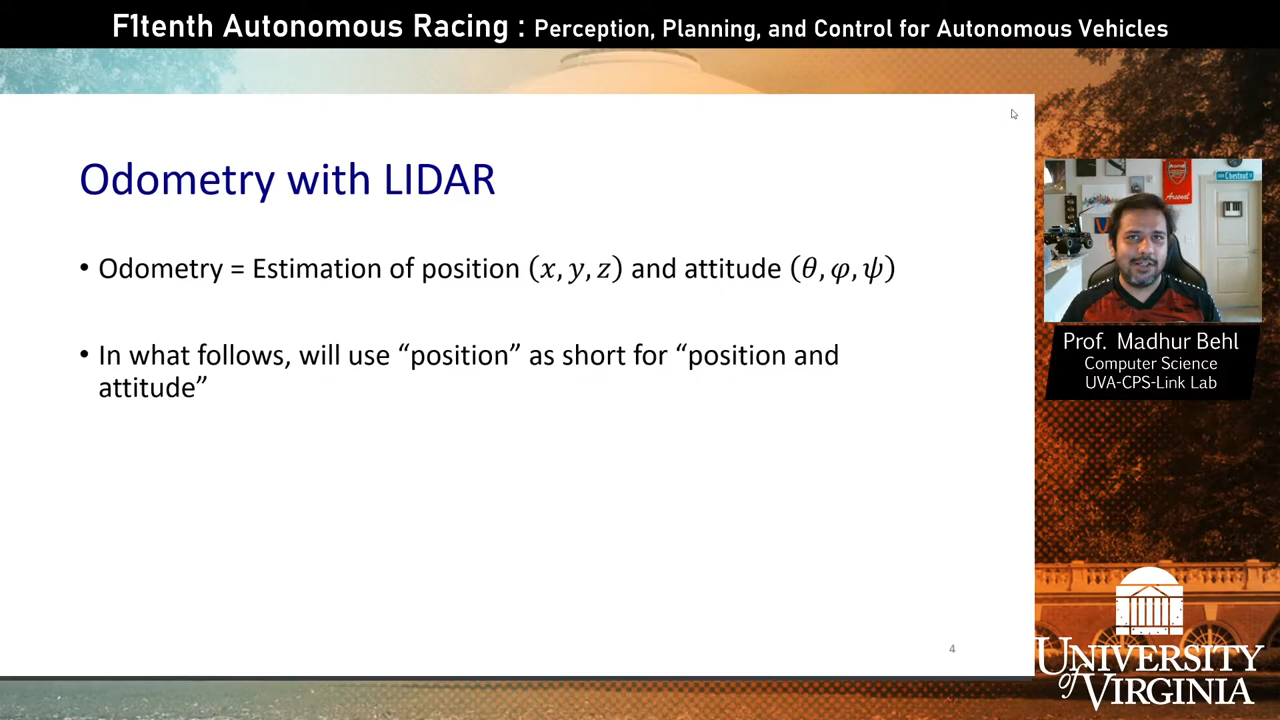 F1tenth Autonomous Racing : Perception, Planning, and Control for Autonomous Vehicles
Odometry with LIDAR
• Odometry = Estimation of position (x, y, z) and attitude (θ, φ, ψ)
• In what follows, will use “position” as short for “position and
attitude”
4
Arsenal
Chestnut
Prof. Madhur Behl
Computer Science
UVA-CPS-Link Lab
UNIVERSITY
of VIRGINIA